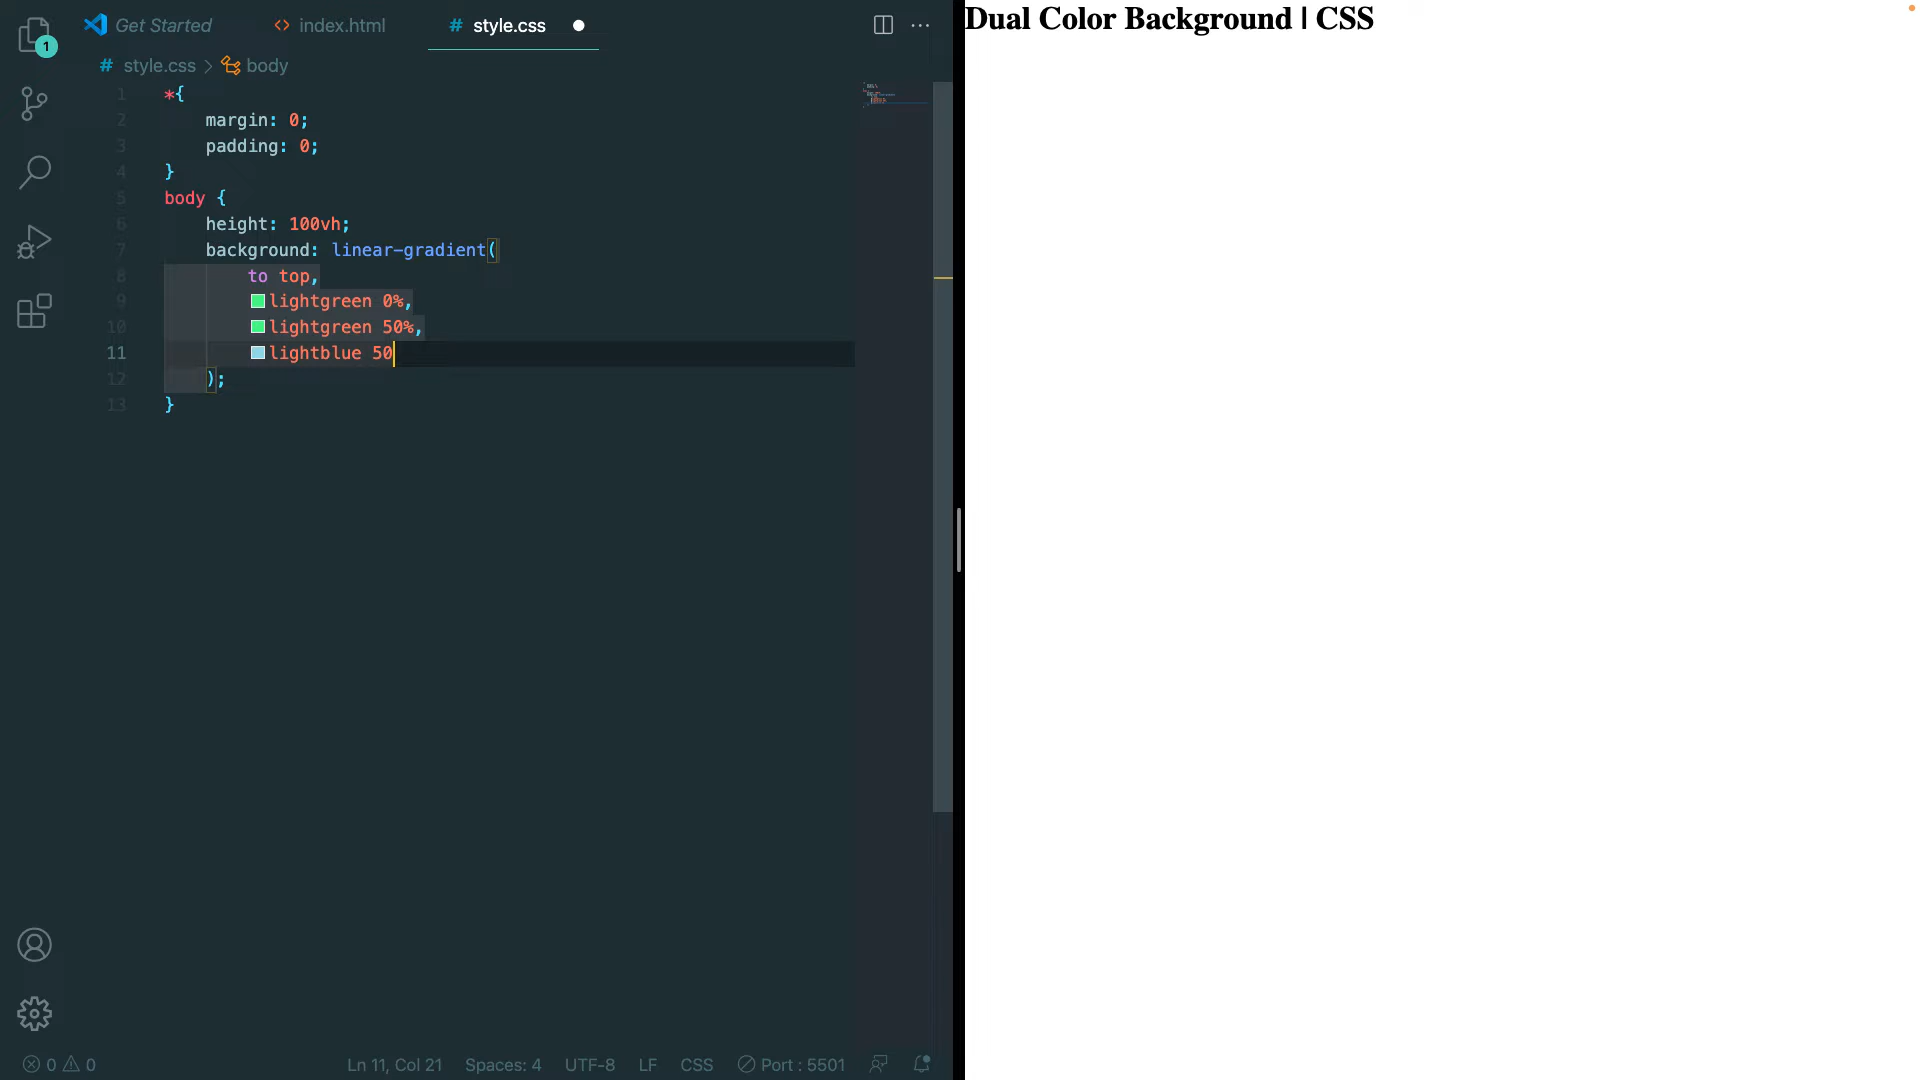 Get Started
index.html
# style.css
1
# style.css > body
1 *{
2 margin: 0;
3 padding: 0;
4 }
5 body {
6 height: 100vh;
7 background: linear-gradient(
8 to top,
9 lightgreen 0%,
10 lightgreen 50%,
11 lightblue 50
12 );
13 }
0 0
Ln 11, Col 21
Spaces: 4
UTF-8
LF
CSS
Port : 5501
Dual Color Background | CSS